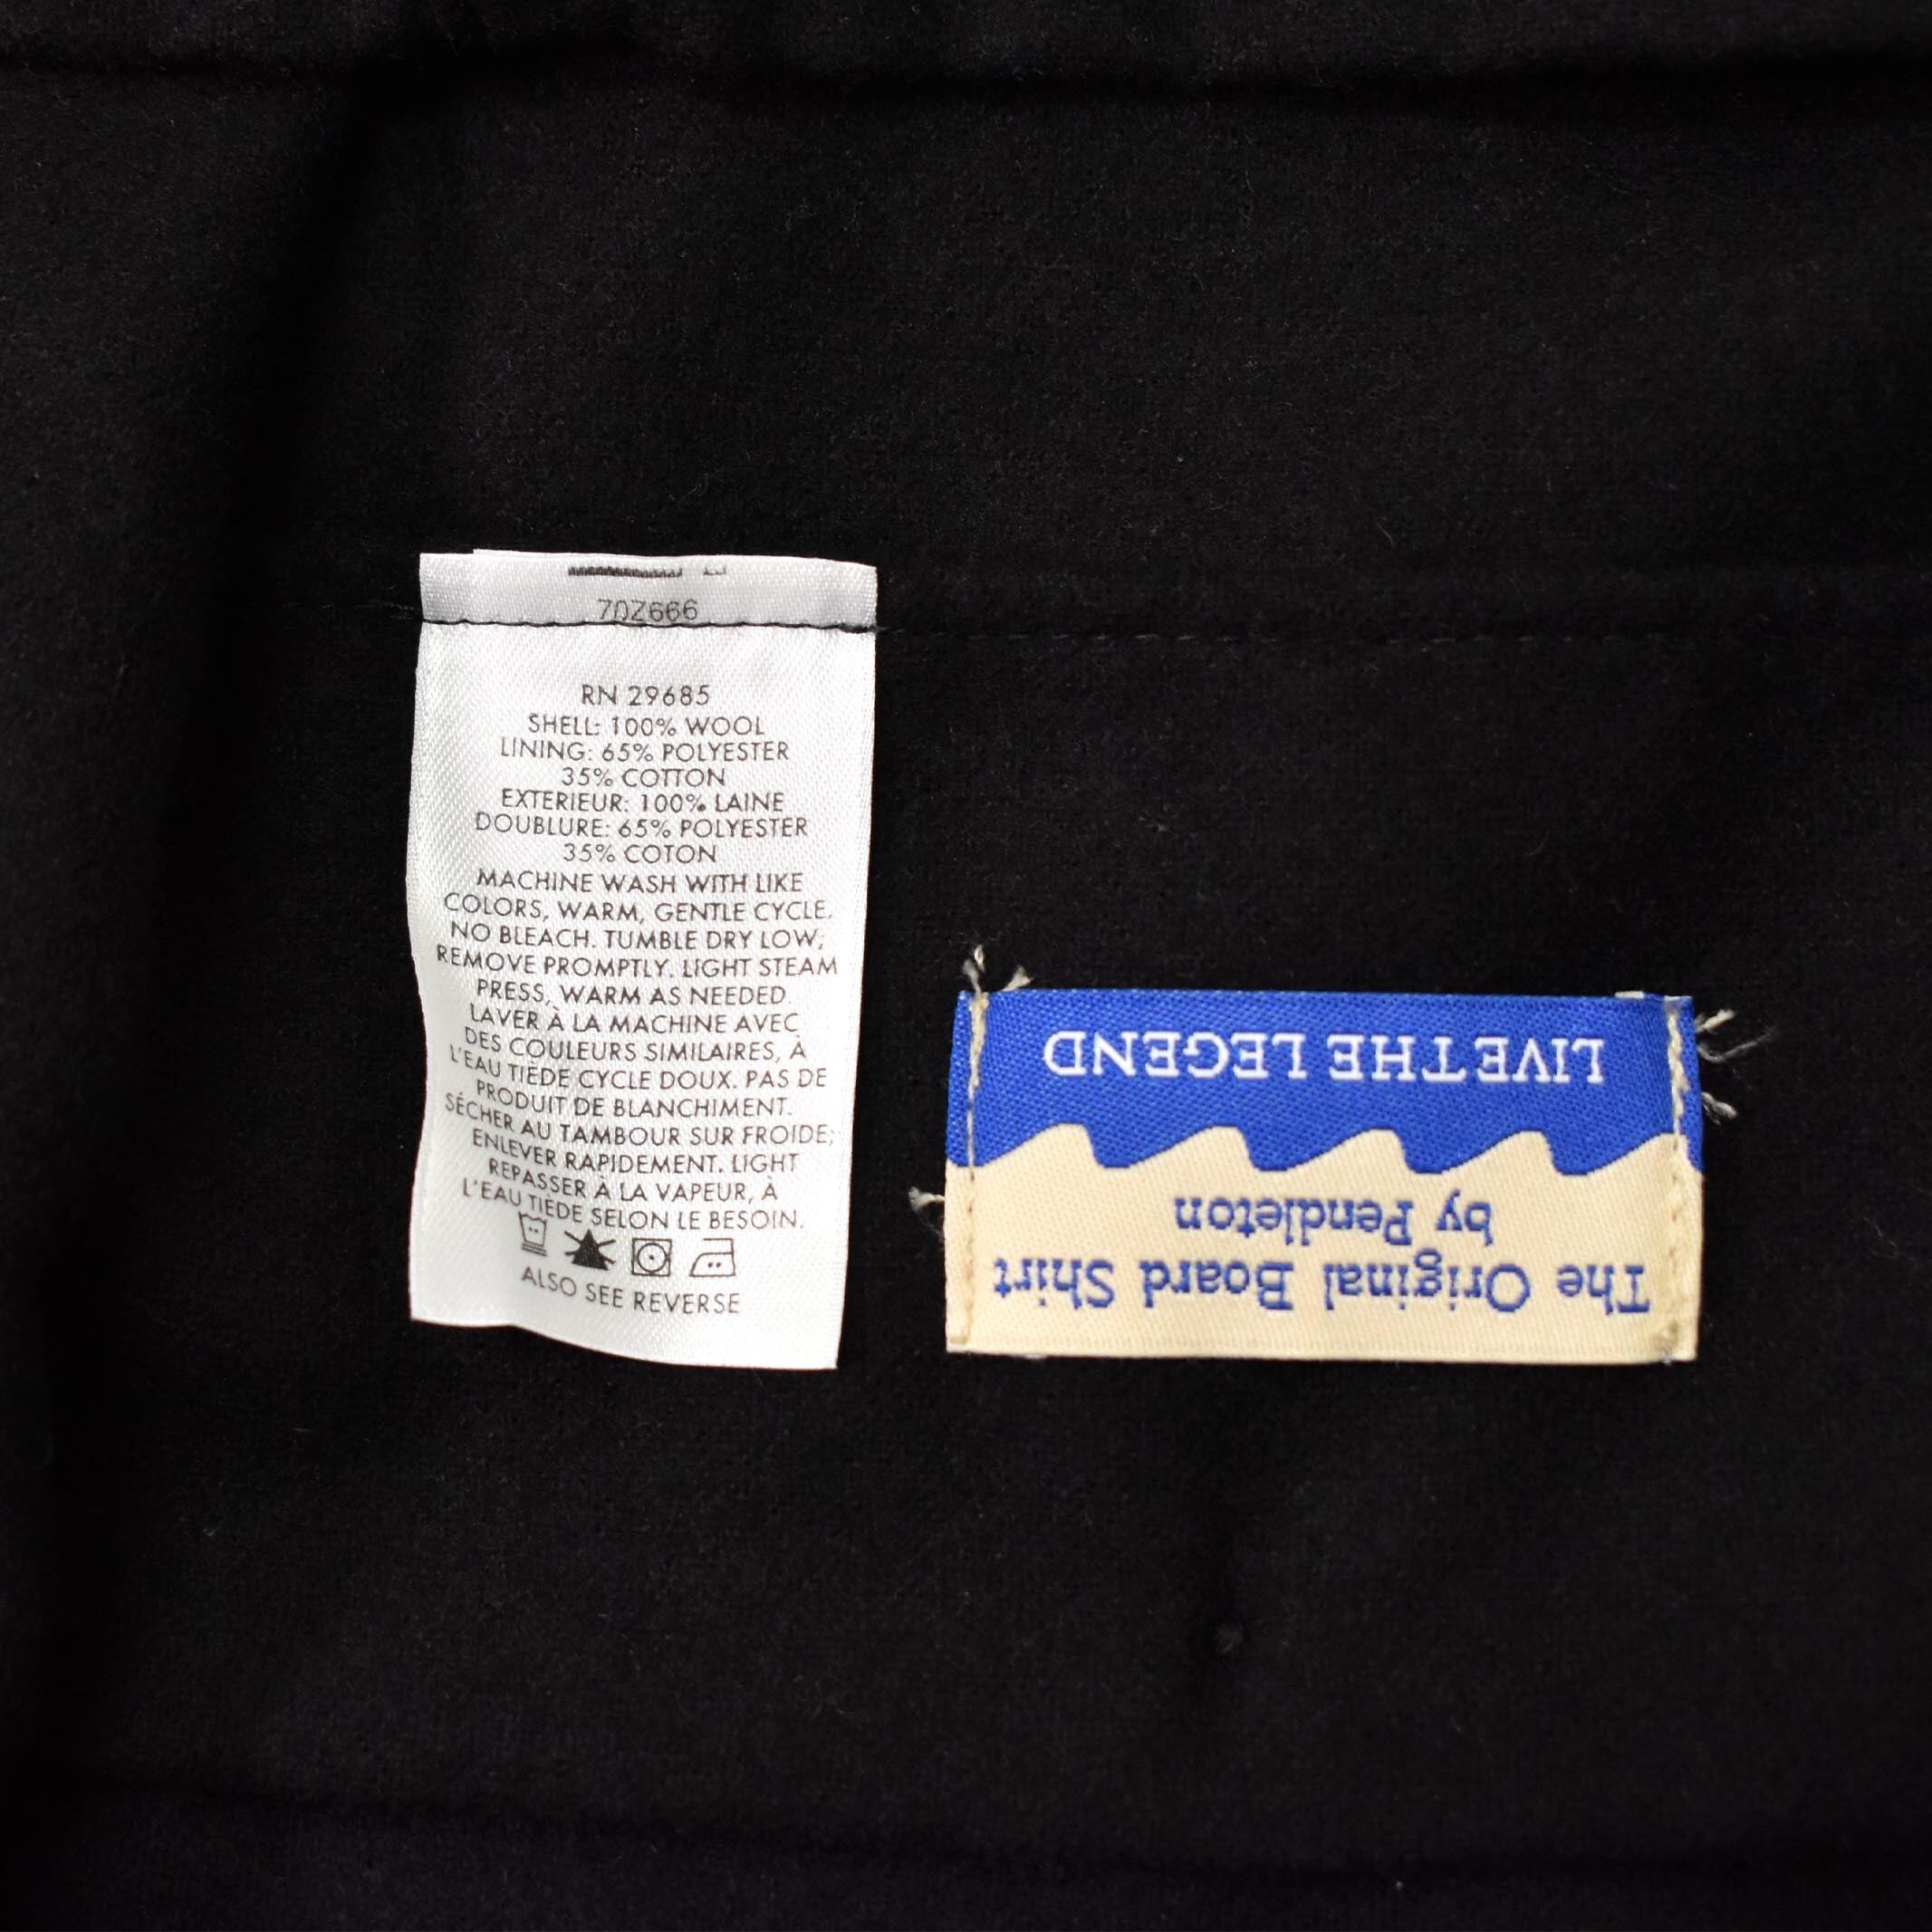 70Z666
RN 29685
SHELL: 100% WOOL
LINING: 65% POLYESTER
35% COTTON
EXTERIEUR: 100% LAINE
DOUBLURE: 65% POLYESTER
35% COTON
MACHINE WASH WITH LIKE
COLORS, WARM, GENTLE CYCLE.
NO BLEACH. TUMBLE DRY LOW;
REMOVE PROMPTLY. LIGHT STEAM
PRESS, WARM AS NEEDED.
LAVER À LA MACHINE AVEC
DES COULEURS SIMILAIRES, À
L'EAU TIÈDE CYCLE DOUX. PAS DE
PRODUIT DE BLANCHIMENT.
SÉCHER AU TAMBOUR SUR FROIDE;
ENLEVER RAPIDEMENT. LIGHT
REPASSER À LA VAPEUR, À
L'EAU TIÈDE SELON LE BESOIN.
ALSO SEE REVERSE
The Original Board Shirt
by Pendleton
LIVE THE LEGEND